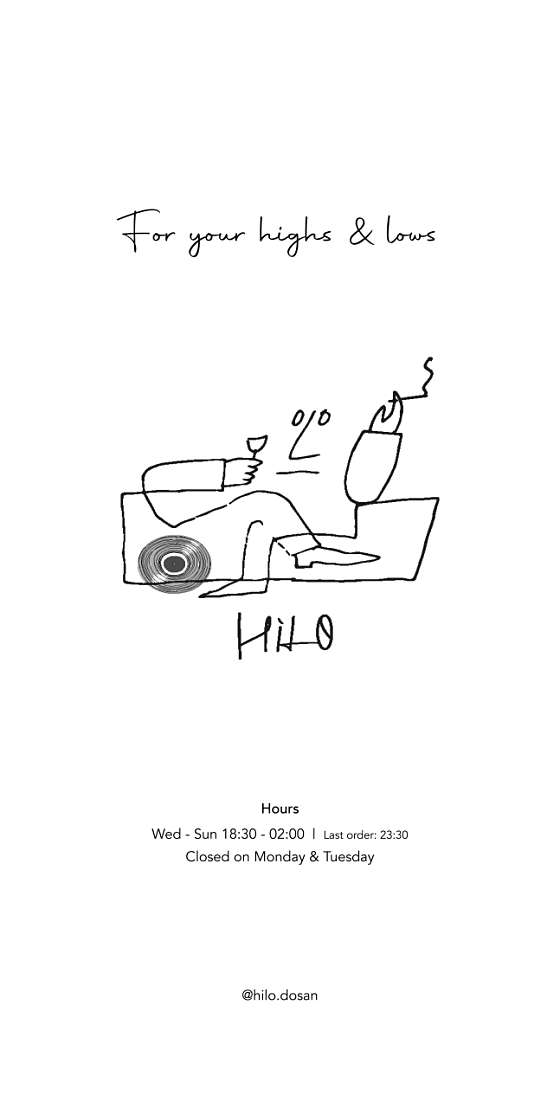 For your highs & lows
HiLO
Hours
Wed - Sun 18:30 - 02:00 | Last order: 23:30
Closed on Monday & Tuesday
@hilo.dosan